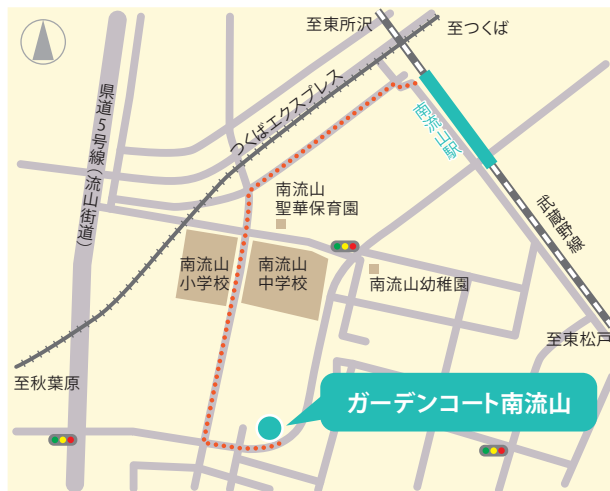 至東所沢
至つくば
つくばエクスプレス
県道5号線(流山街道)
南流山駅
南流山
聖華保育園
武蔵野線
南流山
小学校
南流山
中学校
南流山幼稚園
至東松戸
至秋葉原
ガーデンコート南流山